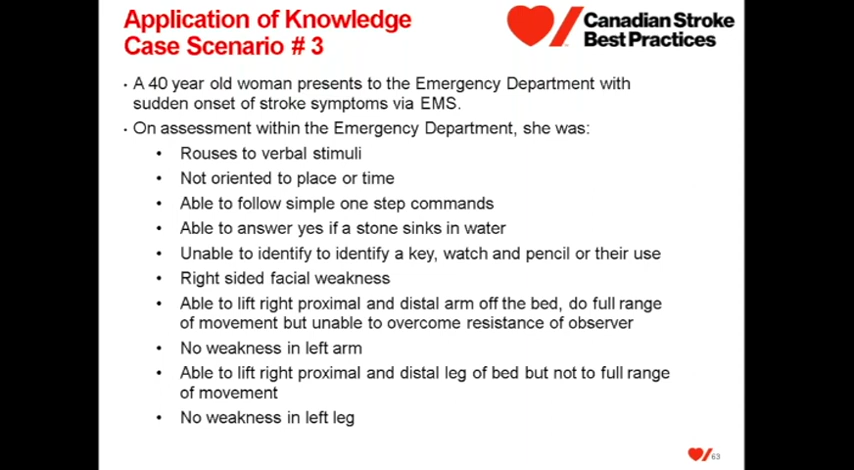 Application of Knowledge
Case Scenario # 3
Canadian Stroke
Best Practices
· A 40 year old woman presents to the Emergency Department with
sudden onset of stroke symptoms via EMS.
· On assessment within the Emergency Department, she was:
• Rouses to verbal stimuli
• Not oriented to place or time
• Able to follow simple one step commands
• Able to answer yes if a stone sinks in water
• Unable to identify to identify a key, watch and pencil or their use
• Right sided facial weakness
• Able to lift right proximal and distal arm off the bed, do full range
of movement but unable to overcome resistance of observer
• No weakness in left arm
• Able to lift right proximal and distal leg of bed but not to full range
of movement
• No weakness in left leg
63